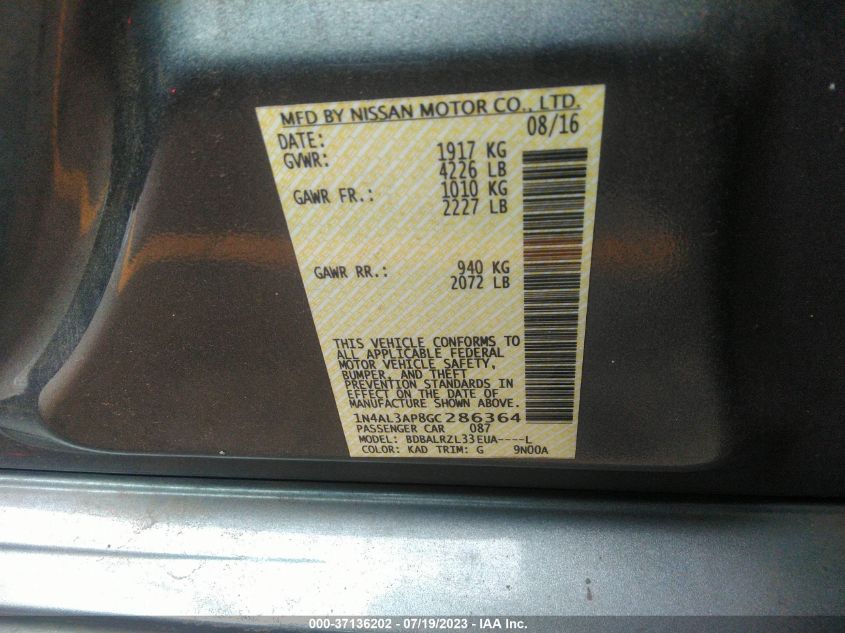 MFD BY NISSAN MOTOR CO., LTD.
DATE: 08/16
GVWR: 1917 KG
4226 LB
GAWR FR.: 1010 KG
2227 LB
GAWR RR.: 940 KG
2072 LB
THIS VEHICLE CONFORMS TO
ALL APPLICABLE FEDERAL
MOTOR VEHICLE SAFETY,
BUMPER, AND THEFT
PREVENTION STANDARDS IN
EFFECT ON THE DATE OF
MANUFACTURE SHOWN ABOVE.
1N4AL3AP8GC286364
PASSENGER CAR 087
MODEL: BDBALRZL33EUA----L
COLOR: KAD TRIM: G 9N00A
000-37136202 - 07/19/2023 - IAA Inc.